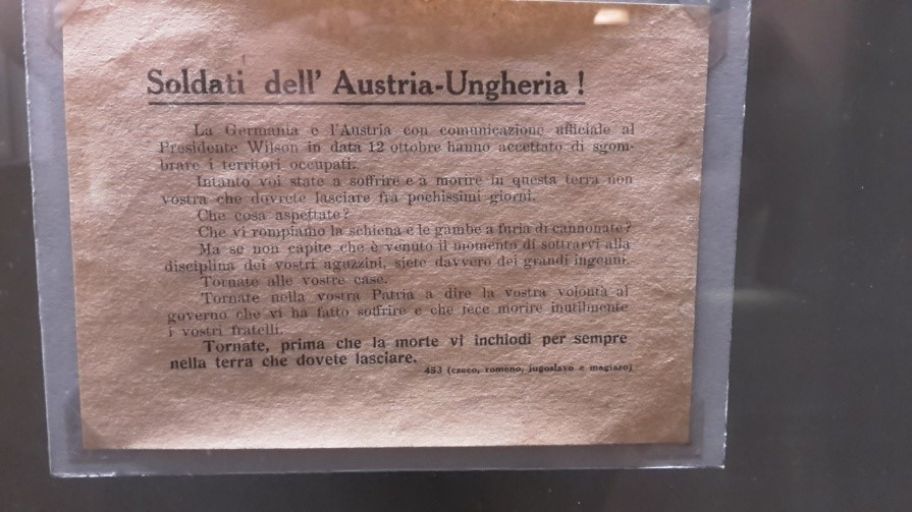 Soldati dell' Austria-Ungheria !
La Germania e l'Austria con comunicazione ufficiale al
Presidente Wilson in data 12 ottobre hanno accettato di sgom-
brare i territori occupati.
Intanto voi state a soffrire e a morire in questa terra non
vostra che dovrete lasciare fra pochissimi giorni.
Che cosa aspettate ?
Che vi rompiamo la schiena e le gambe a furia di cannonate ?
Ma se non capite che è venuto il momento di sottrarvi alla
disciplina dei vostri aguzzini, siete davvero dei grandi ingenui.
Tornate alle vostre case.
Tornate nella vostra Patria a dire la vostra volontà al
governo che vi ha fatto soffrire e che fece morire inutilmente
i vostri fratelli.
Tornate, prima che la morte vi inchiodi per sempre
nella terra che dovete lasciare.
453 (czeco, romeno, jugoslavo e magiaro)